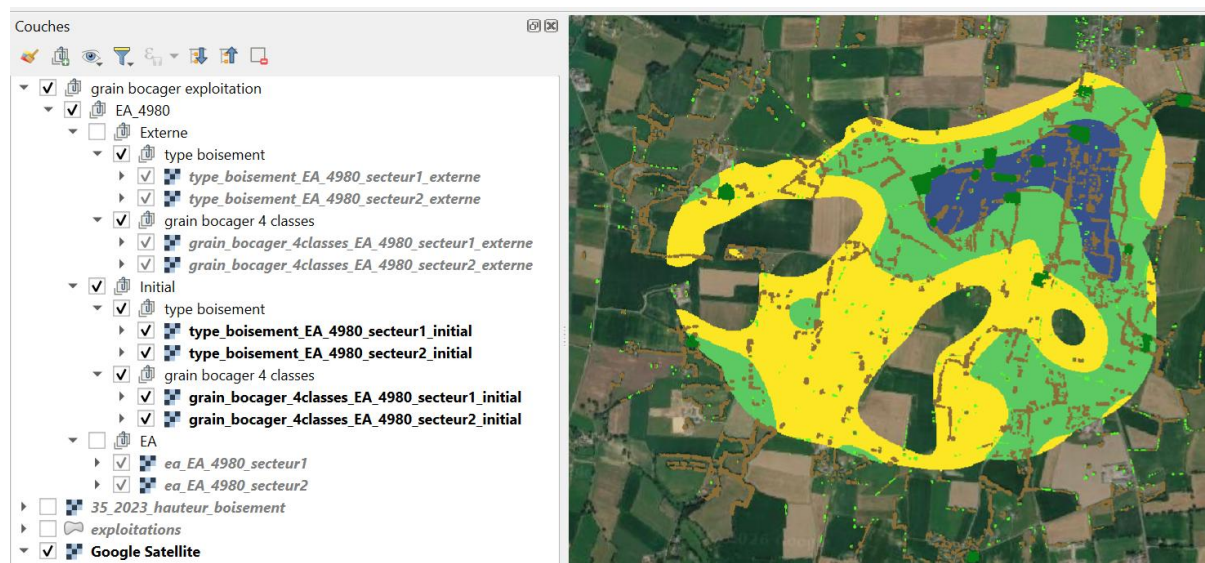 Couches
grain bocager exploitation
EA_4980
Externe
type boisement
type_boisement_EA_4980_secteur1_externe
type_boisement_EA_4980_secteur2_externe
grain bocager 4 classes
grain_bocager_4classes_EA_4980_secteur1_externe
grain_bocager_4classes_EA_4980_secteur2_externe
Initial
type boisement
type_boisement_EA_4980_secteur1_initial
type_boisement_EA_4980_secteur2_initial
grain bocager 4 classes
grain_bocager_4classes_EA_4980_secteur1_initial
grain_bocager_4classes_EA_4980_secteur2_initial
EA
ea_EA_4980_secteur1
ea_EA_4980_secteur2
35_2023_hauteur_boisement
exploitations
Google Satellite